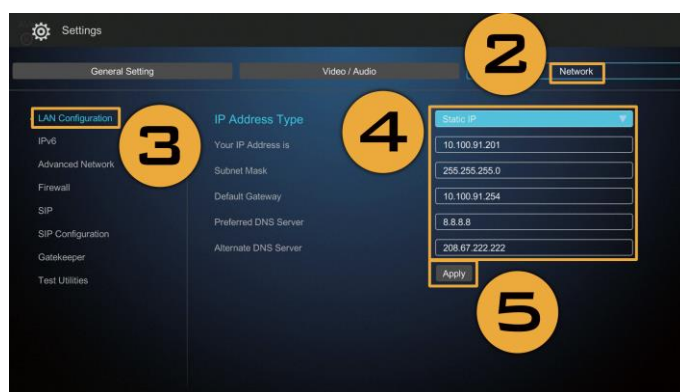 Settings
2
General Setting
Video / Audio
Network
LAN Configuration
3
IP Address Type
4
Static IP
IPv6
Your IP Address is
10.100.91.201
Advanced Network
Subnet Mask
255.255.255.0
Firewall
Default Gateway
10.100.91.254
SIP
Preferred DNS Server
8.8.8.8
SIP Configuration
Alternate DNS Server
208.67.222.222
Gatekeeper
Apply
Test Utilities
5